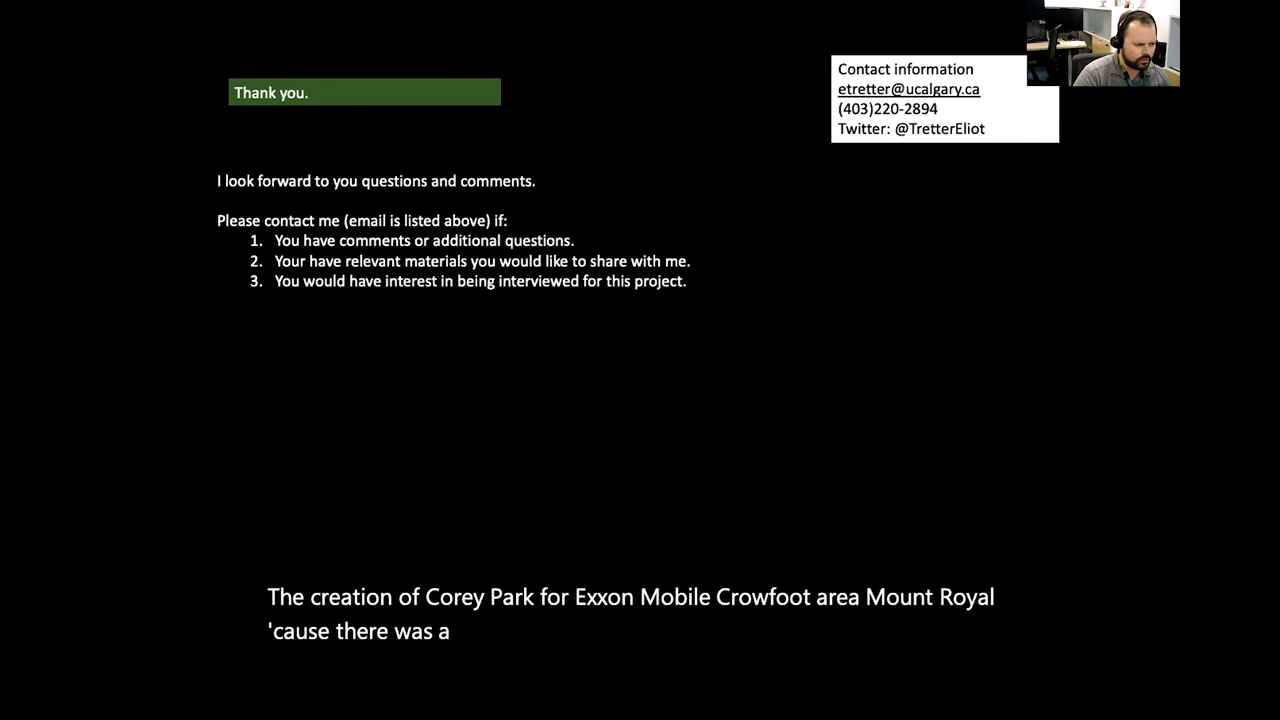 Thank you.
Contact information
etretter@ucalgary.ca
(403)220-2894
Twitter: @TretterEliot
I look forward to you questions and comments.
Please contact me (email is listed above) if:
1. You have comments or additional questions.
2. Your have relevant materials you would like to share with me.
3. You would have interest in being interviewed for this project.
The creation of Corey Park for Exxon Mobile Crowfoot area Mount Royal
'cause there was a